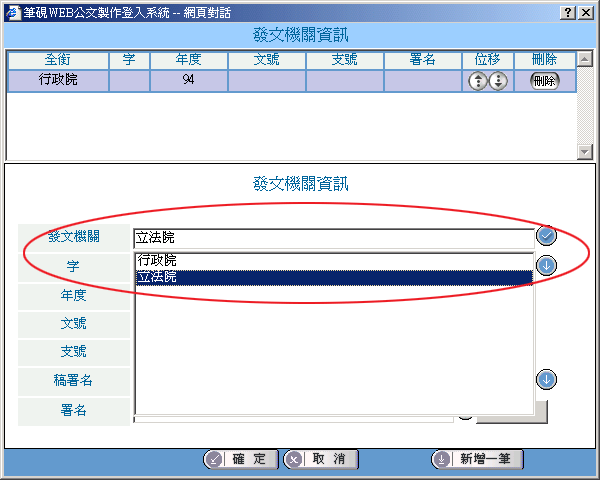 筆硯WEB公文製作登入系統 -- 網頁對話
發文機關資訊
全銜 字 年度 文號 支號 署名 位移 刪除
行政院 94 刪除
發文機關資訊
發文機關 立法院
字 行政院
立法院
年度
文號
支號
稿署名
署名
確 定 取 消 新增一筆